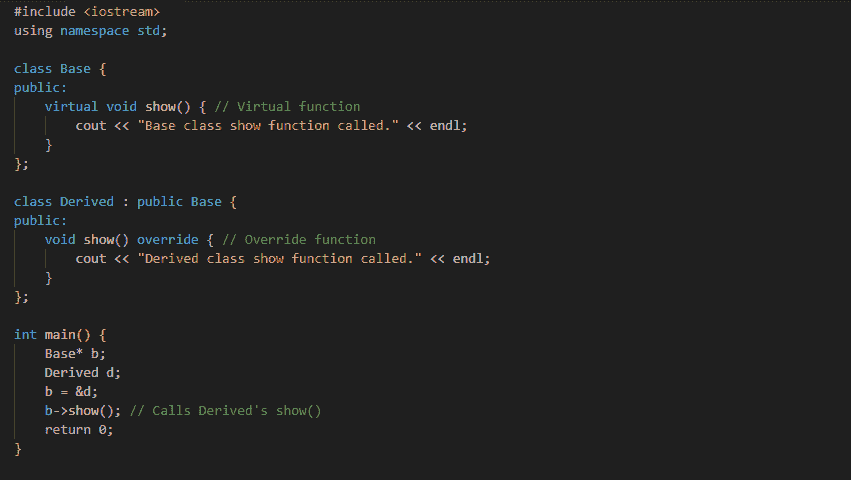 #include <iostream>
using namespace std;
class Base {
public:
virtual void show() { // Virtual function
cout << "Base class show function called." << endl;
}
};
class Derived : public Base {
public:
void show() override { // Override function
cout << "Derived class show function called." << endl;
}
};
int main() {
Base* b;
Derived d;
b = &d;
b->show(); // Calls Derived's show()
return 0;
}